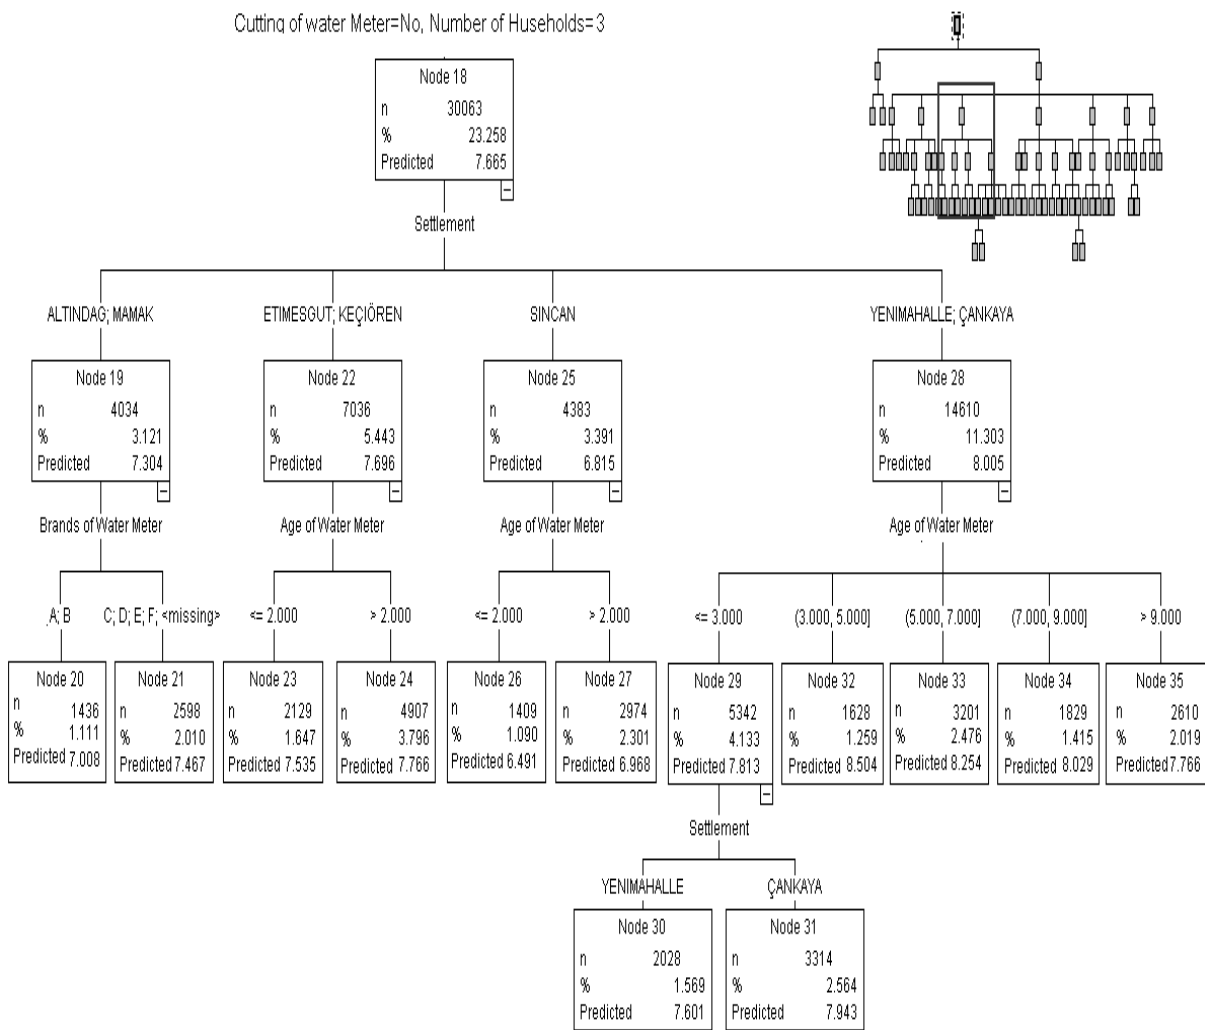 Cutting of water Meter=No, Number of Huseholds=3
Node 18
n 30063
% 23.258
Predicted 7.665
Settlement
ALTINDAG; MAMAK
ETIMESGUT; KEÇIÖREN
SINCAN
YENIMAHALLE; ÇANKAYA
Node 19
n 4034
% 3.121
Predicted 7.304
Node 22
n 7036
% 5.443
Predicted 7.696
Node 25
n 4383
% 3.391
Predicted 6.815
Node 28
n 14610
% 11.303
Predicted 8.005
Brands of Water Meter
Age of Water Meter
Age of Water Meter
Age of Water Meter
A; B
C; D; E; F; <missing>
<= 2.000
> 2.000
<= 2.000
> 2.000
<= 3.000
(3.000, 5.000]
(5.000, 7.000]
(7.000, 9.000]
> 9.000
Node 20
n 1436
% 1.111
Predicted 7.008
Node 21
n 2598
% 2.010
Predicted 7.467
Node 23
n 2129
% 1.647
Predicted 7.535
Node 24
n 4907
% 3.796
Predicted 7.766
Node 26
n 1409
% 1.090
Predicted 6.491
Node 27
n 2974
% 2.301
Predicted 6.968
Node 29
n 5342
% 4.133
Predicted 7.813
Node 32
n 1628
% 1.259
Predicted 8.504
Node 33
n 3201
% 2.476
Predicted 8.254
Node 34
n 1829
% 1.415
Predicted 8.029
Node 35
n 2610
% 2.019
Predicted 7.766
Settlement
YENIMAHALLE
ÇANKAYA
Node 30
n 2028
% 1.569
Predicted 7.601
Node 31
n 3314
% 2.564
Predicted 7.943